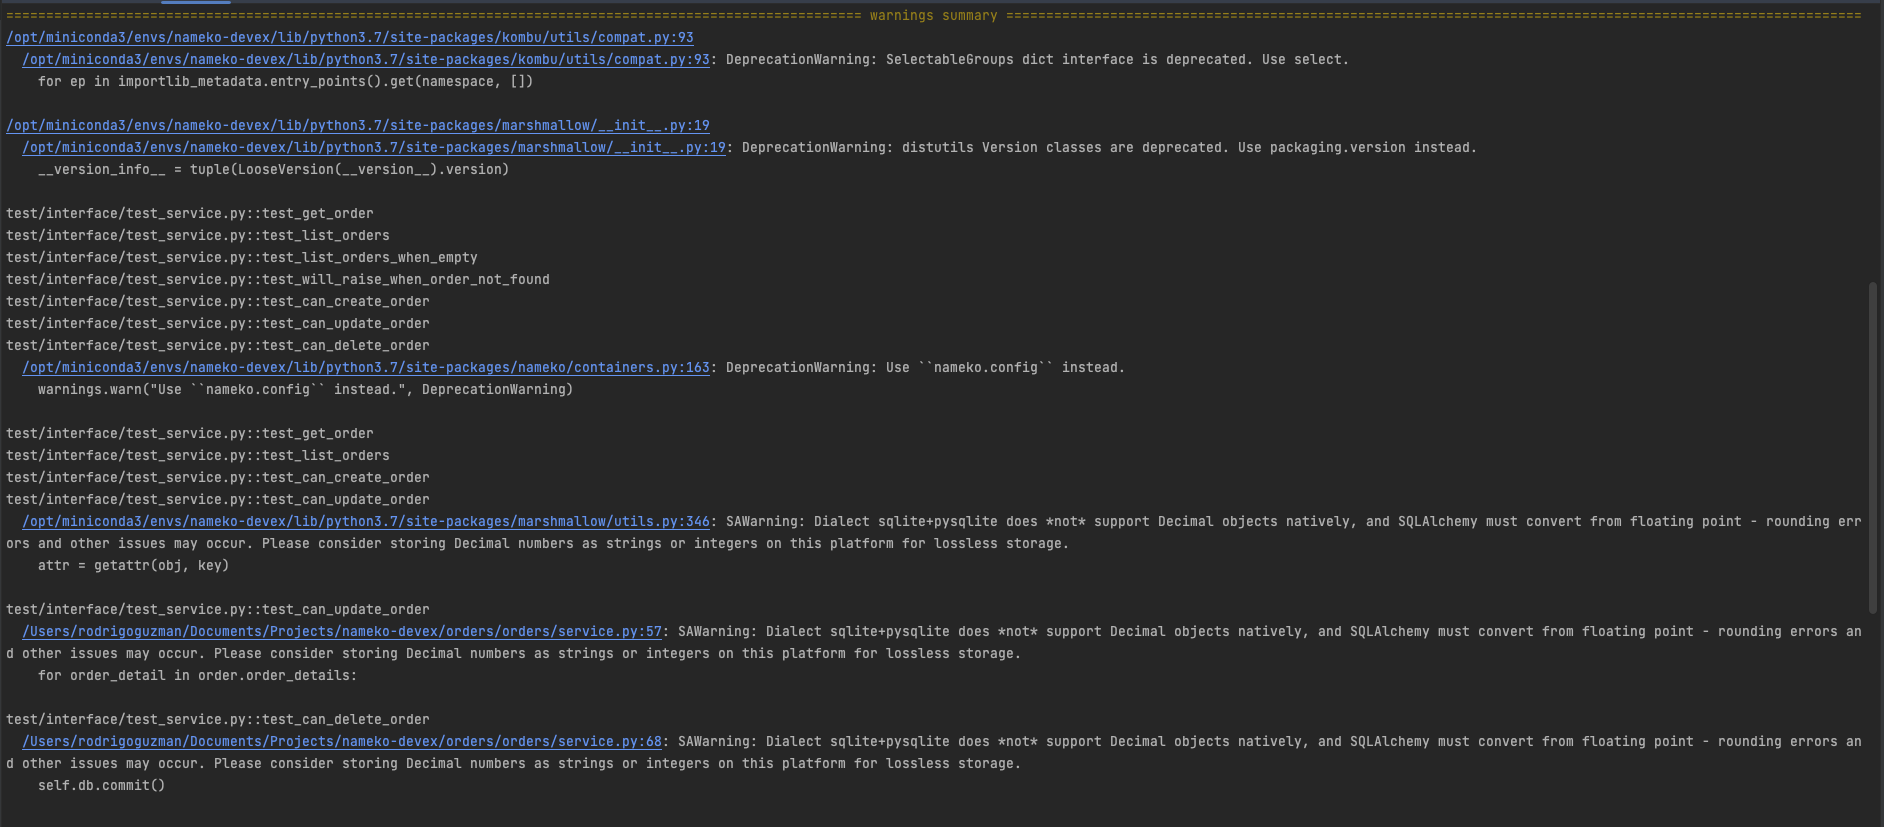 =========================================================================================================== warnings summary ===========================================================================================================
/opt/miniconda3/envs/nameko-devex/lib/python3.7/site-packages/kombu/utils/compat.py:93
  /opt/miniconda3/envs/nameko-devex/lib/python3.7/site-packages/kombu/utils/compat.py:93: DeprecationWarning: SelectableGroups dict interface is deprecated. Use select.
    for ep in importlib_metadata.entry_points().get(namespace, [])

/opt/miniconda3/envs/nameko-devex/lib/python3.7/site-packages/marshmallow/__init__.py:19
  /opt/miniconda3/envs/nameko-devex/lib/python3.7/site-packages/marshmallow/__init__.py:19: DeprecationWarning: distutils Version classes are deprecated. Use packaging.version instead.
    __version_info__ = tuple(LooseVersion(__version__).version)

test/interface/test_service.py::test_get_order
test/interface/test_service.py::test_list_orders
test/interface/test_service.py::test_list_orders_when_empty
test/interface/test_service.py::test_will_raise_when_order_not_found
test/interface/test_service.py::test_can_create_order
test/interface/test_service.py::test_can_update_order
test/interface/test_service.py::test_can_delete_order
  /opt/miniconda3/envs/nameko-devex/lib/python3.7/site-packages/nameko/containers.py:163: DeprecationWarning: Use ``nameko.config`` instead.
    warnings.warn("Use ``nameko.config`` instead.", DeprecationWarning)

test/interface/test_service.py::test_get_order
test/interface/test_service.py::test_list_orders
test/interface/test_service.py::test_can_create_order
test/interface/test_service.py::test_can_update_order
  /opt/miniconda3/envs/nameko-devex/lib/python3.7/site-packages/marshmallow/utils.py:346: SAWarning: Dialect sqlite+pysqlite does *not* support Decimal objects natively, and SQLAlchemy must convert from floating point - rounding err
ors and other issues may occur. Please consider storing Decimal numbers as strings or integers on this platform for lossless storage.
    attr = getattr(obj, key)

test/interface/test_service.py::test_can_update_order
  /Users/rodrigoguzman/Documents/Projects/nameko-devex/orders/orders/service.py:57: SAWarning: Dialect sqlite+pysqlite does *not* support Decimal objects natively, and SQLAlchemy must convert from floating point - rounding errors an
d other issues may occur. Please consider storing Decimal numbers as strings or integers on this platform for lossless storage.
    for order_detail in order.order_details:

test/interface/test_service.py::test_can_delete_order
  /Users/rodrigoguzman/Documents/Projects/nameko-devex/orders/orders/service.py:68: SAWarning: Dialect sqlite+pysqlite does *not* support Decimal objects natively, and SQLAlchemy must convert from floating point - rounding errors an
d other issues may occur. Please consider storing Decimal numbers as strings or integers on this platform for lossless storage.
    self.db.commit()